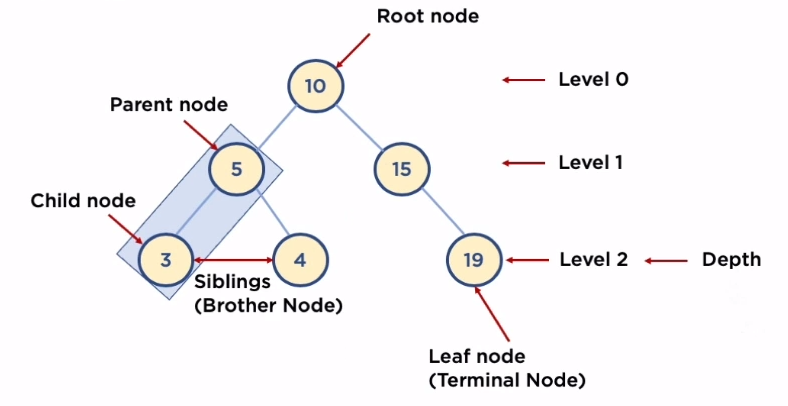 Root node
10
Level 0
Parent node
5
15
Level 1
Child node
3
4
19
Level 2
Depth
Siblings
(Brother Node)
Leaf node
(Terminal Node)